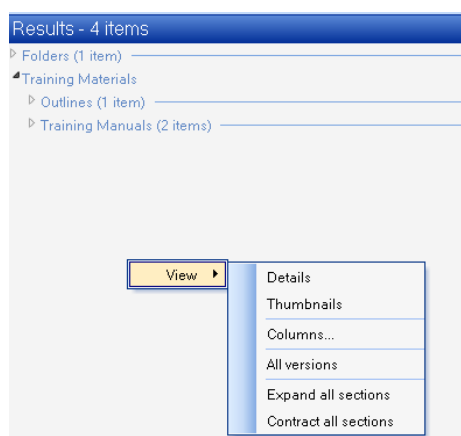 Results - 4 items
Folders (1 item)
Training Materials
Outlines (1 item)
Training Manuals (2 items)
View
Details
Thumbnails
Columns...
All versions
Expand all sections
Contract all sections